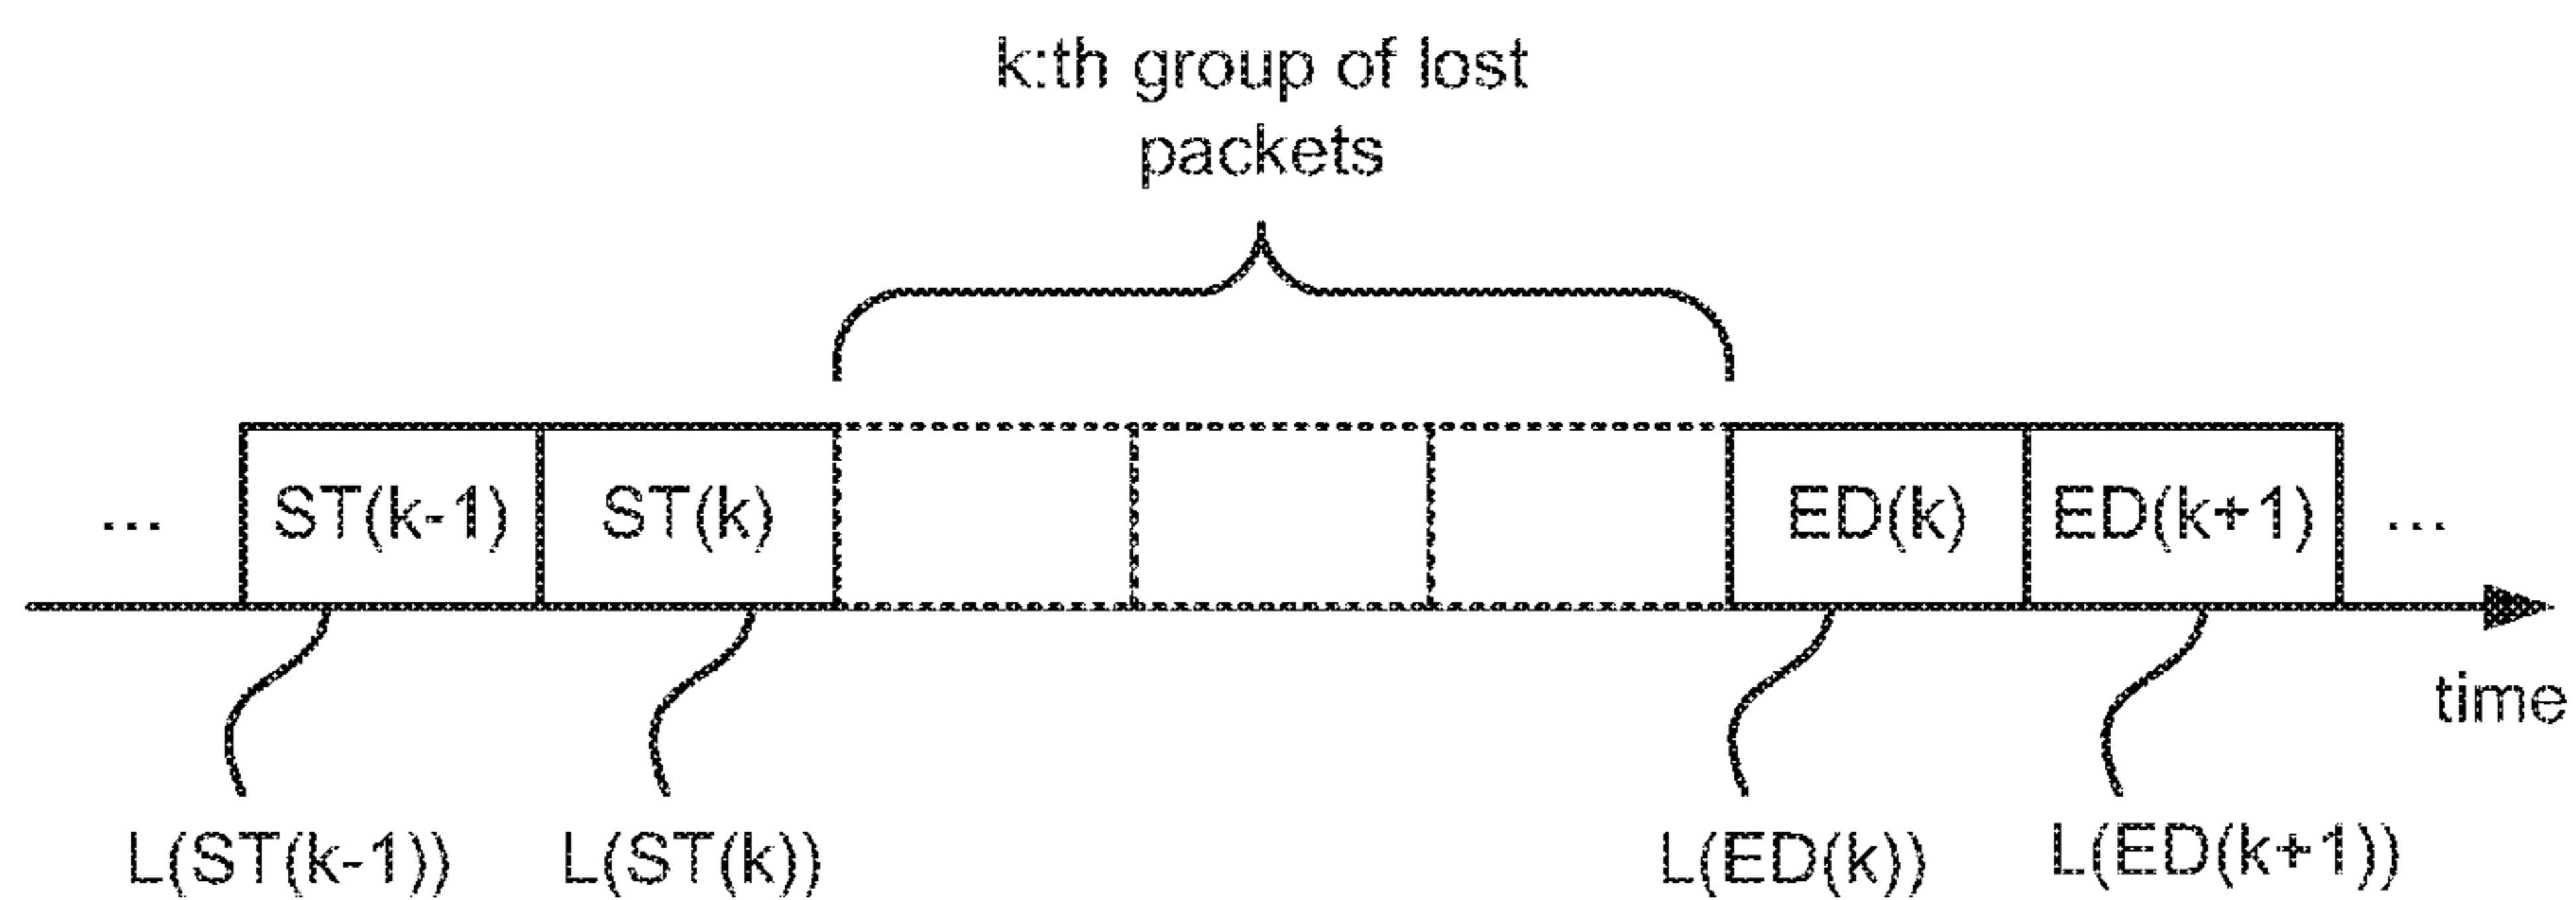 k:th group of lost
packets
... ST(k-1) ST(k) ED(k) ED(k+1) ...
time
L(ST(k-1)) L(ST(k)) L(ED(k)) L(ED(k+1))